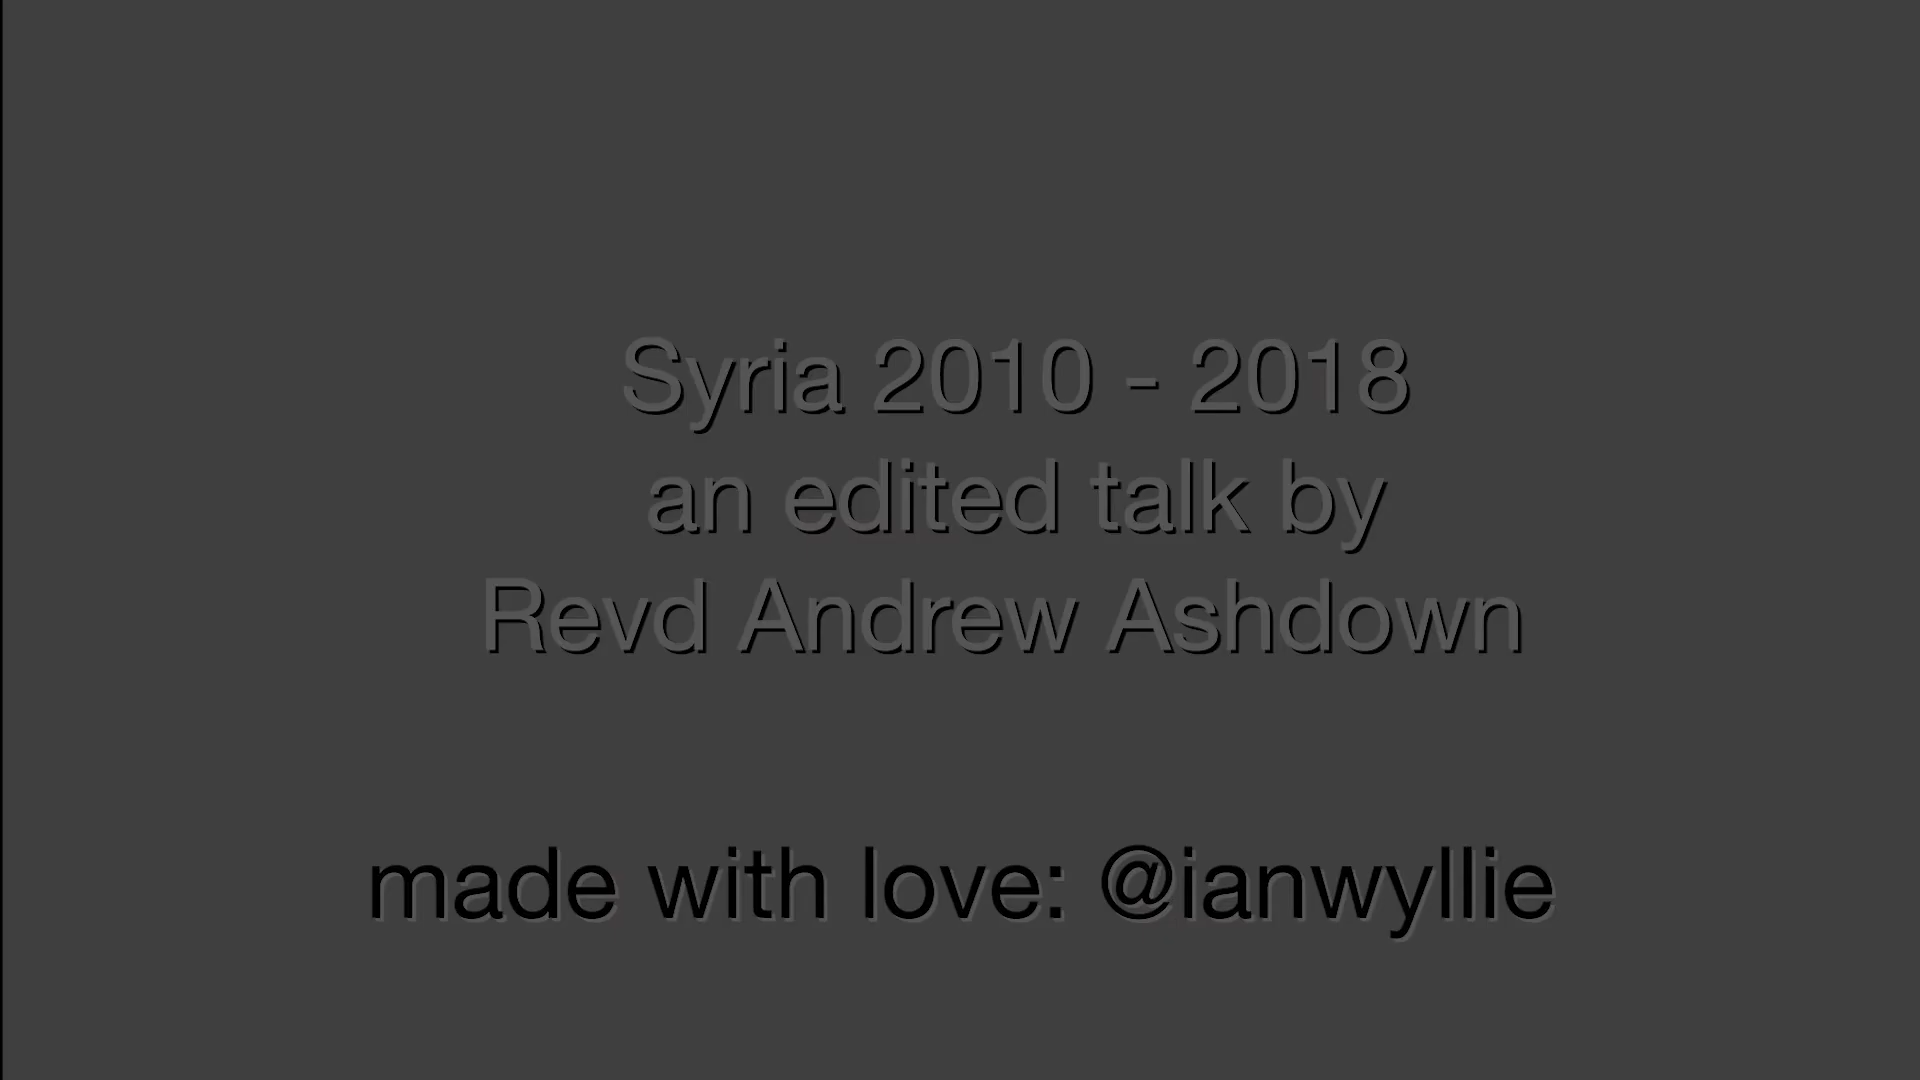 Syria 2010 - 2018
an edited talk by
Revd Andrew Ashdown
made with love: @ianwyllie